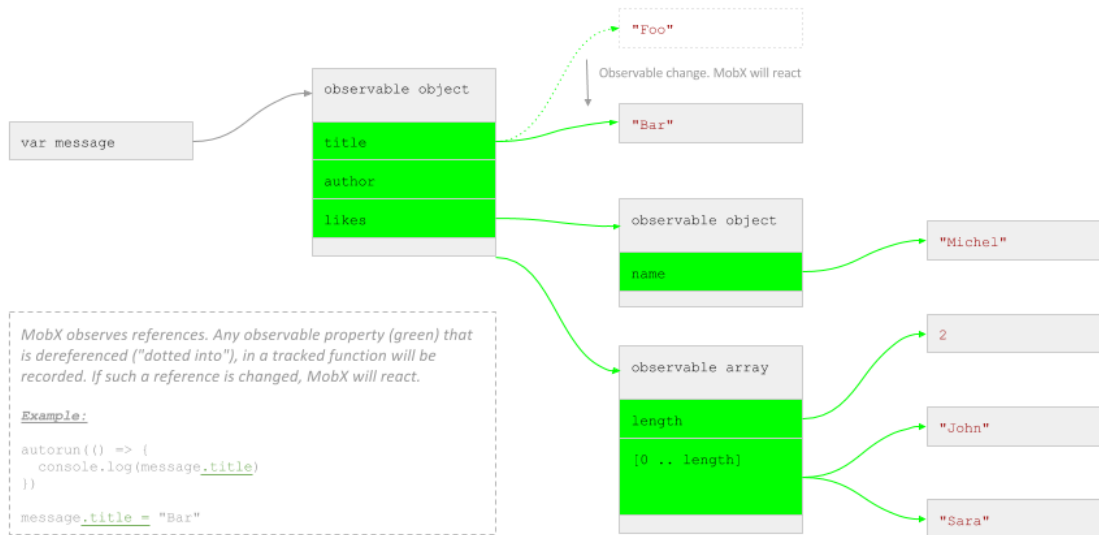 "Foo"
Observable change. MobX will react
observable object
"Bar"
var message
title
author
likes
observable object
"Michel"
name
MobX observes references. Any observable property (green) that
is dereferenced ("dotted into"), in a tracked function will be
recorded. If such a reference is changed, MobX will react.
Example:
autorun(() => {
console.log(message.title)
})
message.title = "Bar"
2
observable array
length
"John"
[0 .. length]
"Sara"